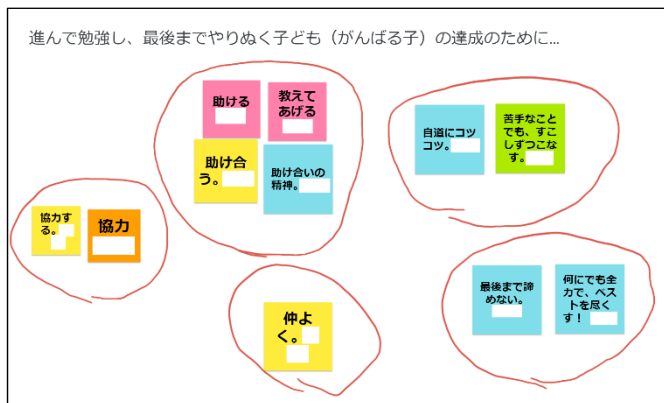 進んで勉強し、最後までやりぬく子ども（がんばる子）の達成のために...
助ける
教えて
あげる
助け合
う。
助け合いの
精神。
自道にコツ
コツ。
苦手なこと
でも、すこ
しずつこな
す。
協力す
る。
協力
仲よ
く。
最後まで諦
めない。
何にでも全
力で、ベス
トを尽く
す！